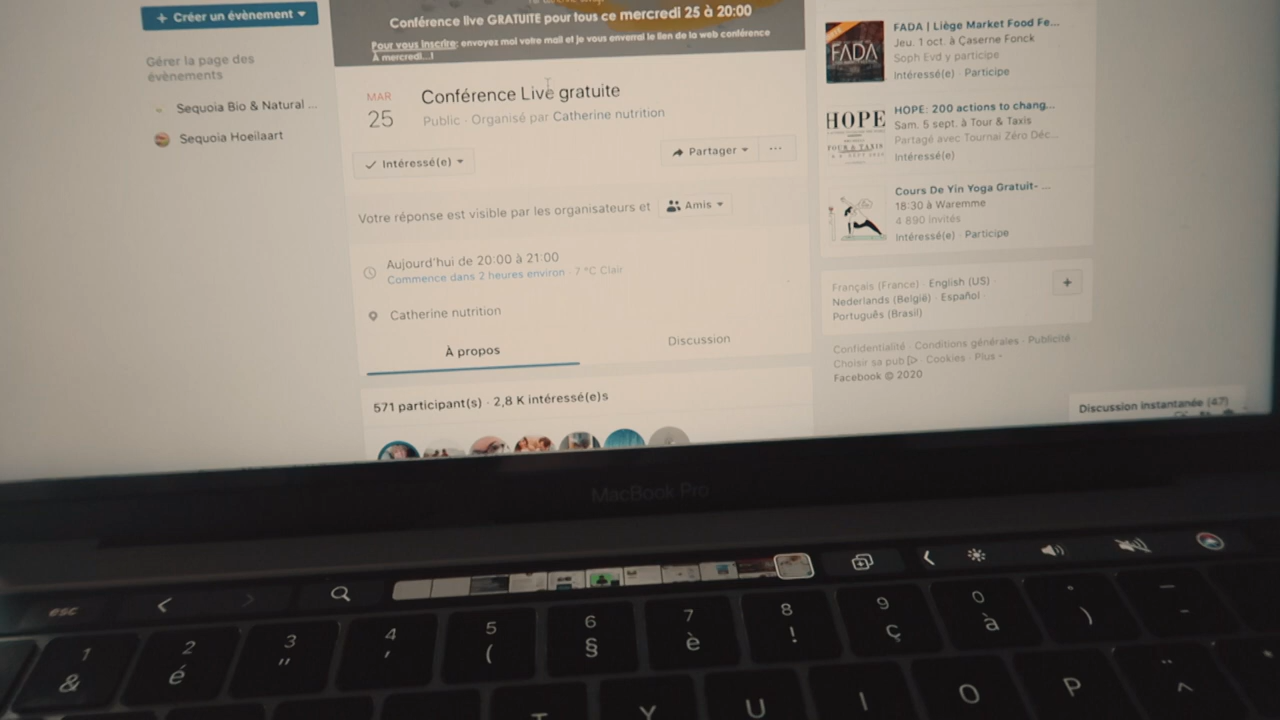 + Créer un évènement
Gérer la page des
évènements
Sequoia Bio & Natural ...
Sequoia Hoeilaart
Conférence live GRATUITE pour tous ce mercredi 25 à 20:00
Pour vous inscrire: envoyez moi votre mail et je vous enverrai le lien de la web conférence
À mercredi...!
MAR
25
Conférence Live gratuite
Public · Organisé par Catherine nutrition
Intéressé(e)
Partager
...
Votre réponse est visible par les organisateurs et
Amis
Aujourd'hui de 20:00 à 21:00
Commence dans 2 heures environ · 7 °C Clair
Catherine nutrition
À propos
Discussion
571 participant(s) · 2,8 K intéressé(e)s
FADA
FADA | Liège Market Food Fe...
Jeu. 1 oct. à Caserne Fonck
Soph Evd y participe
Intéressé(e) · Participe
HOPE
TOUR & TAXIS
HOPE: 200 actions to chang...
Sam. 5 sept. à Tour & Taxis
Partagé avec Tournai Zéro Déc...
Intéressé(e)
Cours De Yin Yoga Gratuit- ...
18:30 à Waremme
4 890 invités
Intéressé(e) · Participe
Français (France) · English (US) ·
Nederlands (België) · Español ·
Português (Brasil)
+
Confidentialité · Conditions générales · Publicité
Choisir sa pub · Cookies · Plus
Facebook © 2020
Discussion instantanée (47)
MacBook Pro
esc
1 2 3 4 5 6 7 8 9 0 °
& é " ' ( § è ! ç à ) -
T Y U I O P ¨ ^